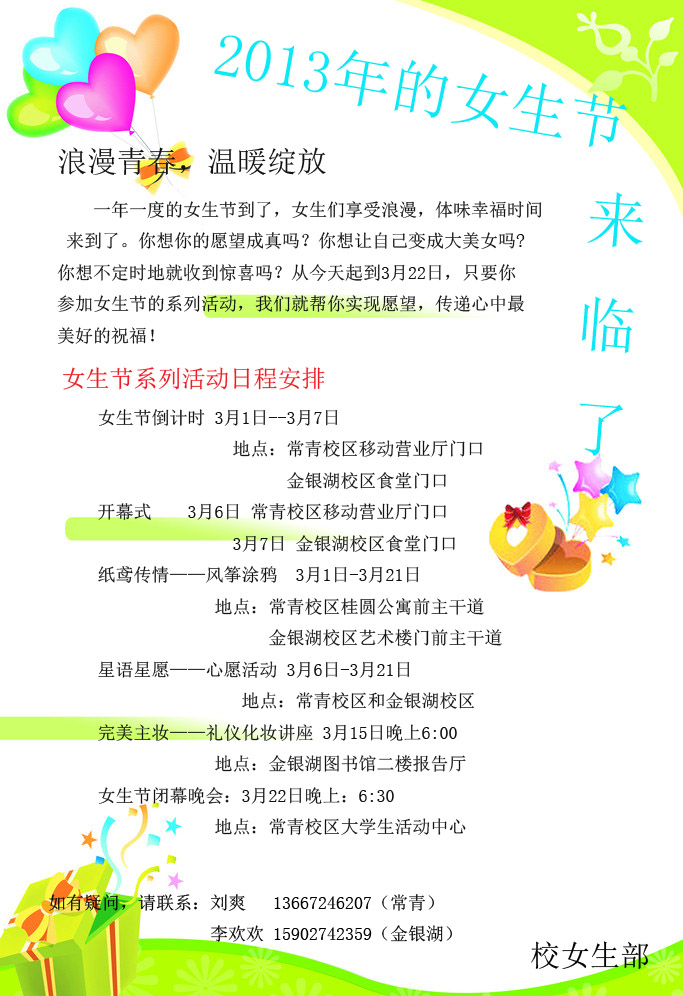 2013年的女生节
来
临
了
浪漫青春，温暖绽放
一年一度的女生节到了，女生们享受浪漫，体味幸福时间
来到了。你想你的愿望成真吗？你想让自己变成大美女吗?
你想不定时地就收到惊喜吗？从今天起到3月22日，只要你
参加女生节的系列活动，我们就帮你实现愿望，传递心中最
美好的祝福！
女生节系列活动日程安排
女生节倒计时 3月1日--3月7日
地点：常青校区移动营业厅门口
金银湖校区食堂门口
开幕式 3月6日 常青校区移动营业厅门口
3月7日 金银湖校区食堂门口
纸鸢传情——风筝涂鸦 3月1日-3月21日
地点：常青校区桂圆公寓前主干道
金银湖校区艺术楼门前主干道
星语星愿——心愿活动 3月6日-3月21日
地点：常青校区和金银湖校区
完美主妆——礼仪化妆讲座 3月15日晚上6:00
地点：金银湖图书馆二楼报告厅
女生节闭幕晚会：3月22日晚上：6:30
地点：常青校区大学生活动中心
如有疑问，请联系：刘爽 13667246207（常青）
李欢欢 15902742359（金银湖）
校女生部